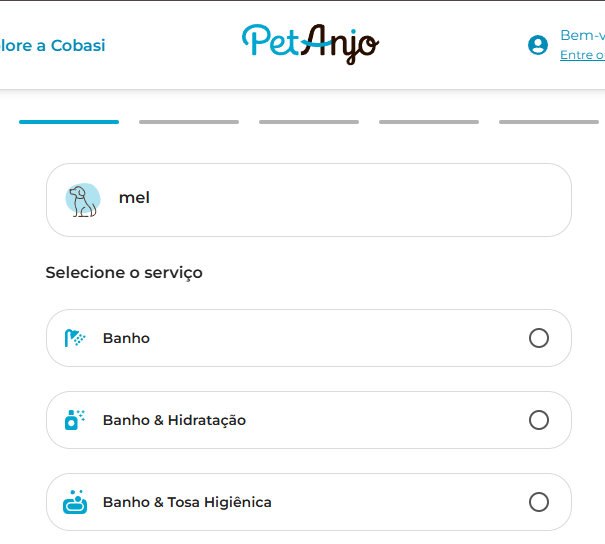 lore a Cobasi
PetAnjo
Bem-v
Entre o
mel
Selecione o serviço
Banho
Banho & Hidratação
Banho & Tosa Higiênica